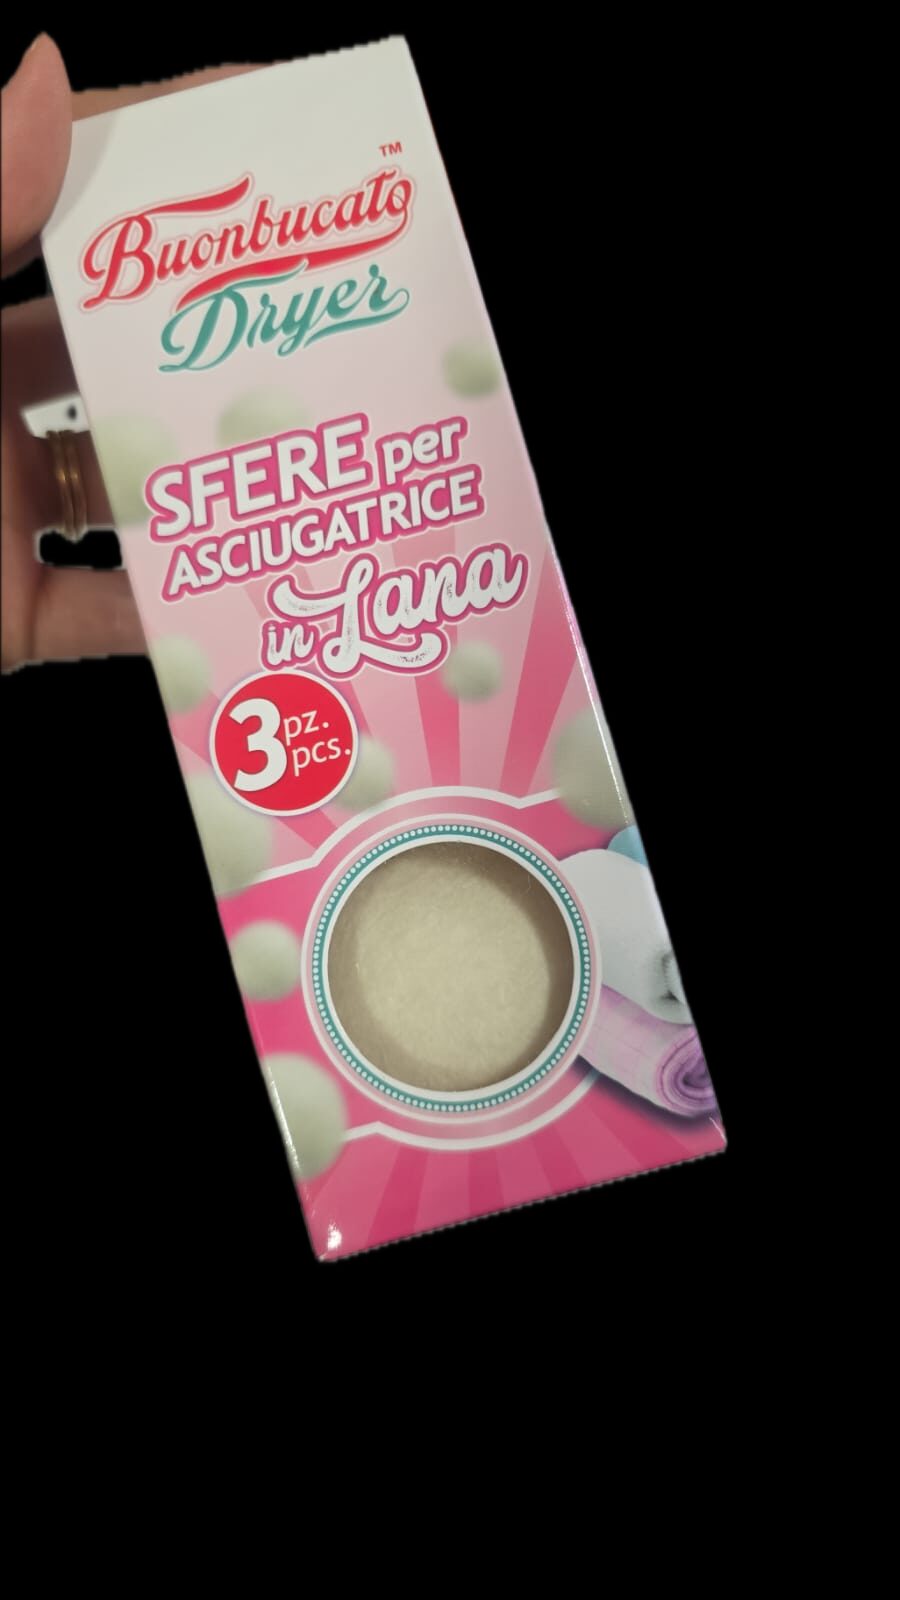 Buonbucato™
Dryer
SFERE per
ASCIUGATRICE
in Lana
3 pz.
pcs.